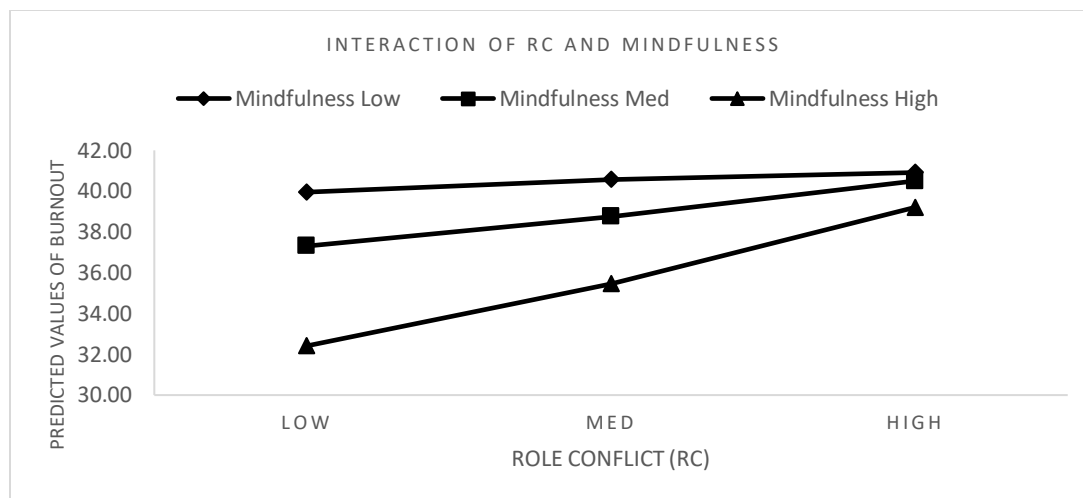 INTERACTION OF RC AND MINDFULNESS
Mindfulness Low Mindfulness Med Mindfulness High
PREDICTED VALUES OF BURNOUT
42.00
40.00
38.00
36.00
34.00
32.00
30.00
LOW MED HIGH
ROLE CONFLICT (RC)